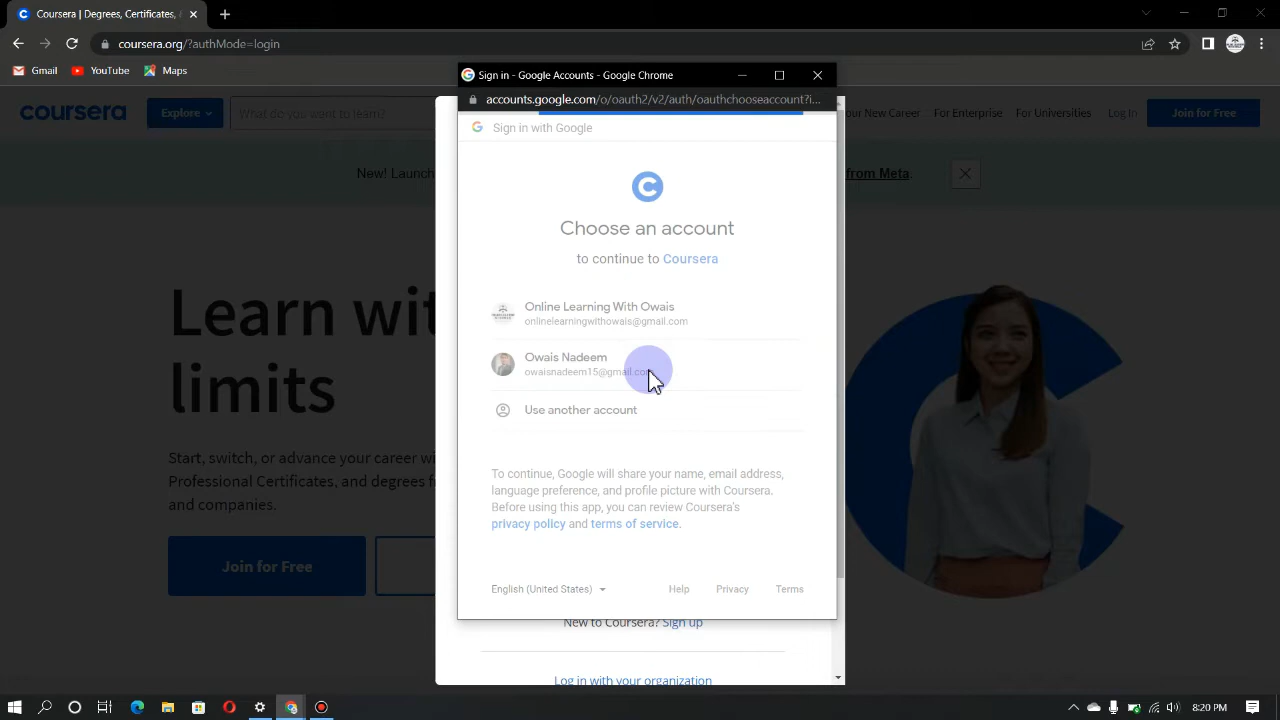 Coursera | Degrees, Certificates,
coursera.org/?authMode=login
Gmail
YouTube
Maps
Sign in - Google Accounts - Google Chrome
accounts.google.com/o/oauth2/v2/auth/oauthchooseaccount?i...
coursera
Explore
What do you want to learn?
our New Career
For Enterprise
For Universities
Log In
Join for Free
Sign in with Google
New! Launch
from Meta.
Choose an account
to continue to Coursera
Learn wit
limits
Online Learning With Owais
onlinelearningwithowais@gmail.com
Owais Nadeem
owaisnadeem15@gmail.com
Use another account
Start, switch, or advance your career wi
Professional Certificates, and degrees f
and companies.
To continue, Google will share your name, email address,
language preference, and profile picture with Coursera.
Before using this app, you can review Coursera's
privacy policy and terms of service.
Join for Free
English (United States)
Help
Privacy
Terms
New to Coursera? Sign up
Log in with your organization
8:20 PM